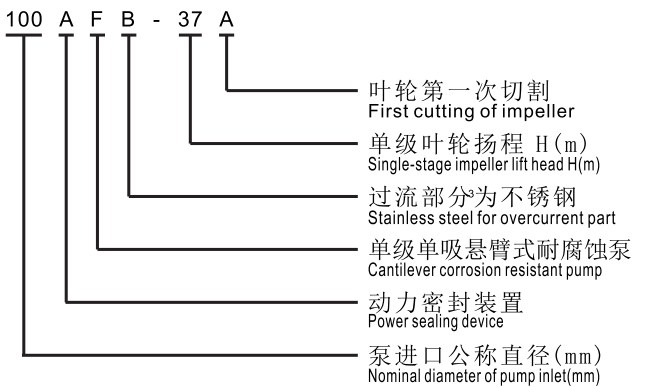 100 A F B - 37 A
叶轮第一次切割
First cutting of impeller
单级叶轮扬程 H(m)
Single-stage impeller lift head H(m)
过流部分³为不锈钢
Stainless steel for overcurrent part
单级单吸悬臂式耐腐蚀泵
Cantilever corrosion resistant pump
动力密封装置
Power sealing device
泵进口公称直径(mm)
Nominal diameter of pump inlet(mm)